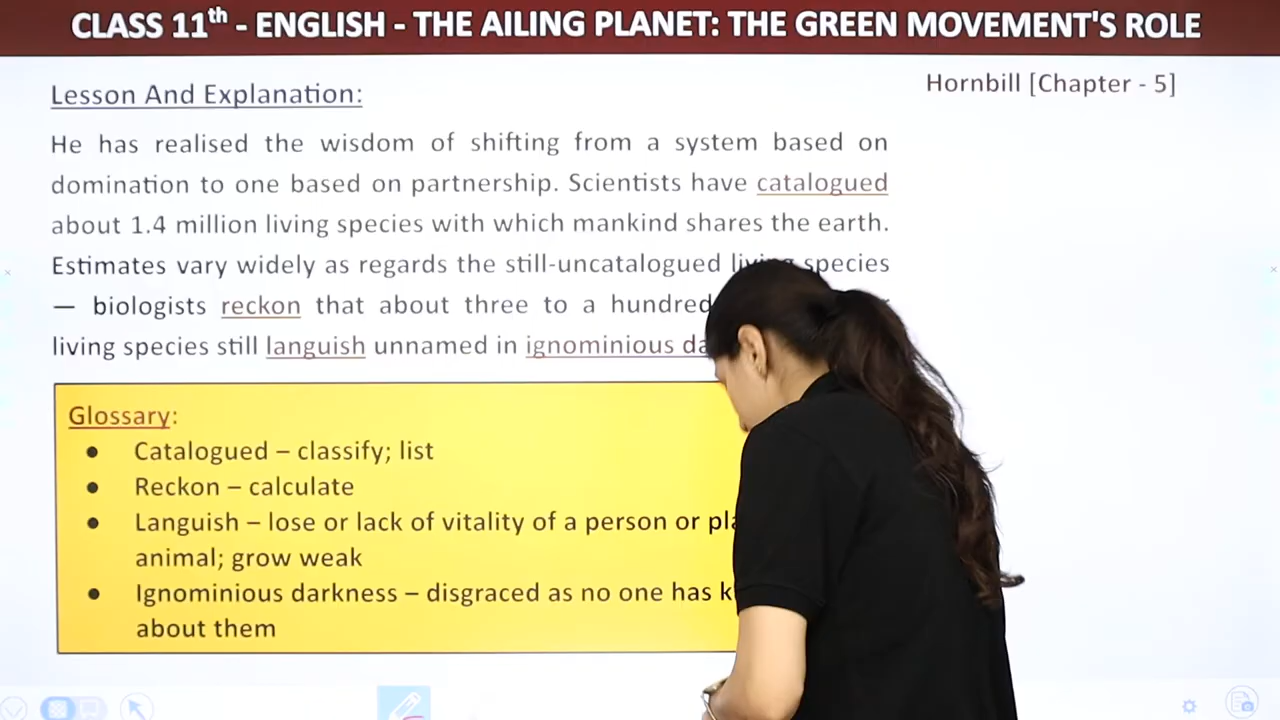 CLASS 11th - ENGLISH - THE AILING PLANET: THE GREEN MOVEMENT'S ROLE
Hornbill [Chapter - 5]
Lesson And Explanation:
He has realised the wisdom of shifting from a system based on
domination to one based on partnership. Scientists have catalogued
about 1.4 million living species with which mankind shares the earth.
Estimates vary widely as regards the still-uncatalogued living species
— biologists reckon that about three to a hundred
living species still languish unnamed in ignominious
Glossary:
● Catalogued – classify; list
● Reckon – calculate
● Languish – lose or lack of vitality of a person or
animal; grow weak
● Ignominious darkness – disgraced as no one has
about them